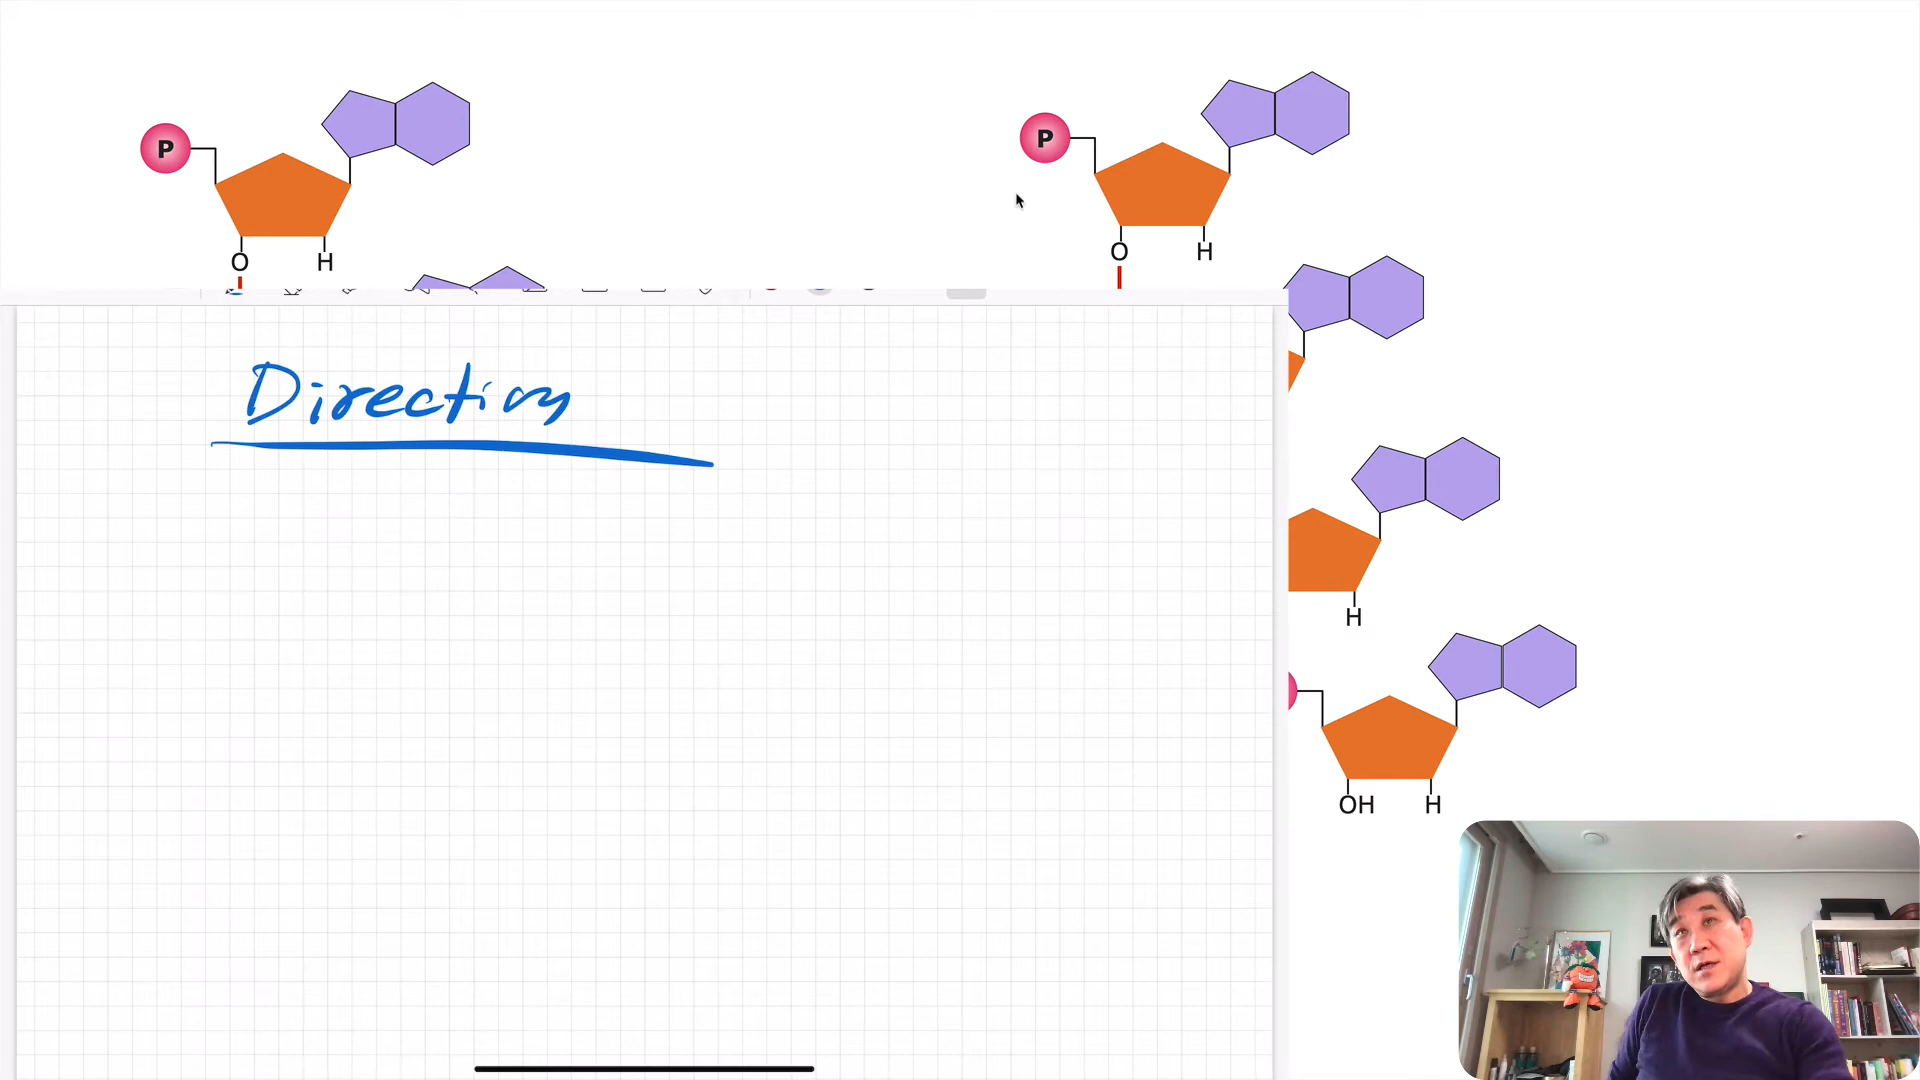 P
P
O H
O H
Direction
H
OH H